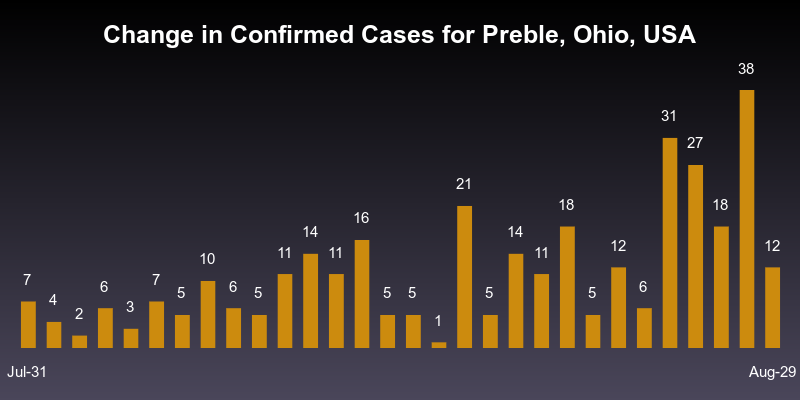 Change in Confirmed Cases for Preble, Ohio, USA
7 4 2 6 3 7 5 10 6 5 11 14 11 16 5 5 1 21 5 14 11 18 5 12 6 31 27 18 38 12
Jul-31 Aug-29